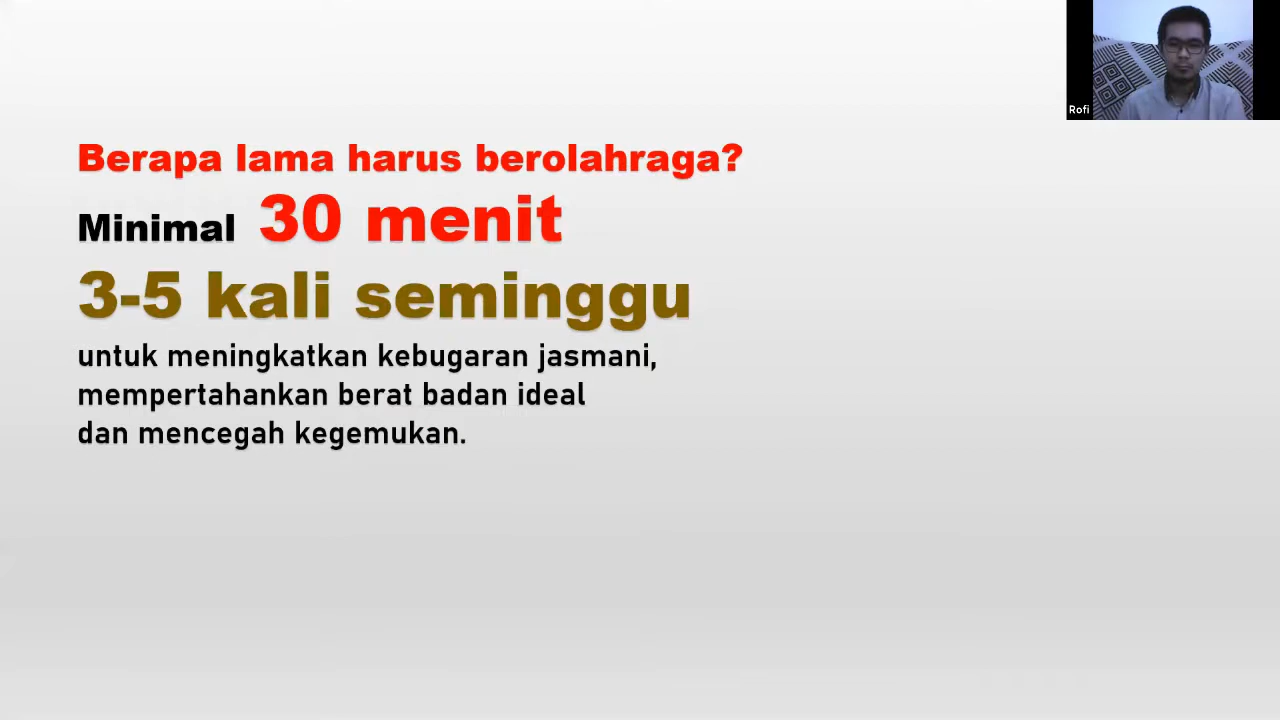 Berapa lama harus berolahraga?
Minimal 30 menit
3-5 kali seminggu
untuk meningkatkan kebugaran jasmani,
mempertahankan berat badan ideal
dan mencegah kegemukan.
Rofi